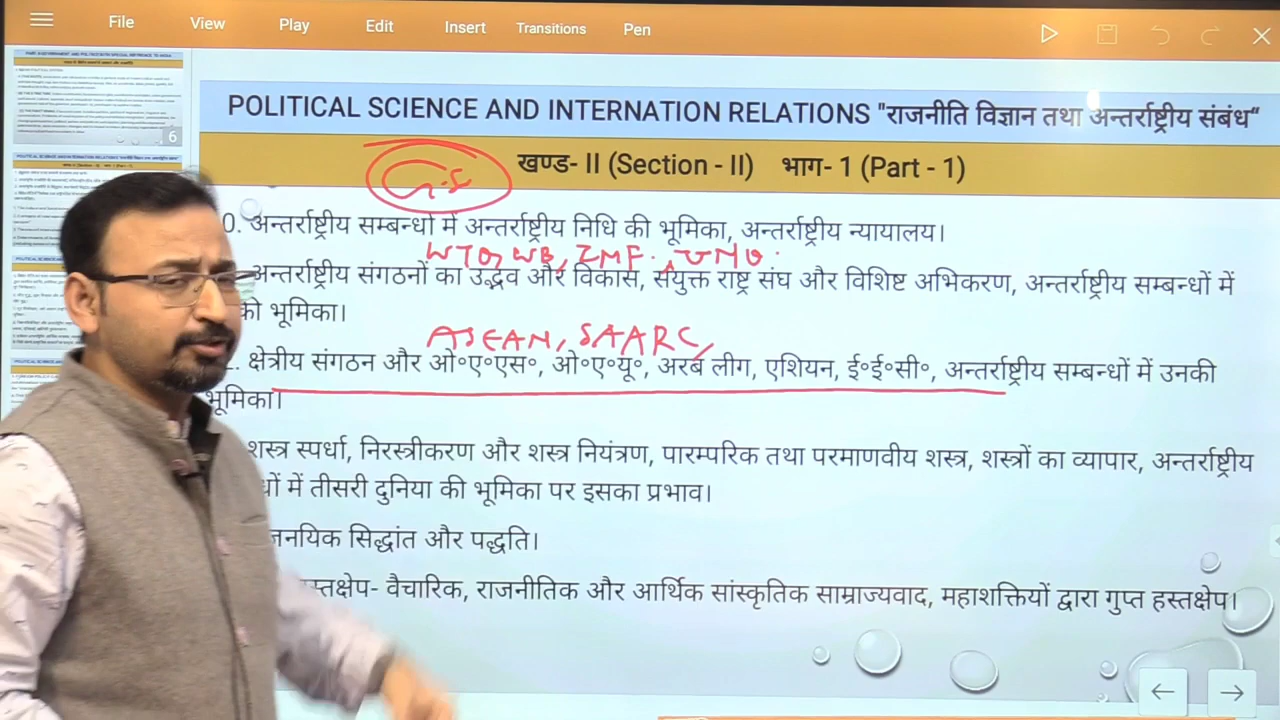 File View Play Edit Insert Transitions Pen
6
POLITICAL SCIENCE AND INTERNATION RELATIONS "राजनीति विज्ञान तथा अन्तर्राष्ट्रीय संबंध"
खण्ड- II (Section - II) भाग- 1 (Part - 1)
0. अन्तर्राष्ट्रीय सम्बन्धों में अन्तर्राष्ट्रीय निधि की भूमिका, अन्तर्राष्ट्रीय न्यायालय।
WTO, WB, IMF. UNO.
अन्तर्राष्ट्रीय संगठनों का उद्भव और विकास, संयुक्त राष्ट्र संघ और विशिष्ट अभिकरण, अन्तर्राष्ट्रीय सम्बन्धों में
को भूमिका।
ASEAN, SAARC,
क्षेत्रीय संगठन और ओ०ए०एस०, ओ०ए०यू०, अरब लीग, एशियन, ई०ई०सी०, अन्तर्राष्ट्रीय सम्बन्धों में उनकी
भूमिका।
शस्त्र स्पर्धा, निरस्त्रीकरण और शस्त्र नियंत्रण, पारम्परिक तथा परमाणवीय शस्त्र, शस्त्रों का व्यापार, अन्तर्राष्ट्रीय
धों में तीसरी दुनिया की भूमिका पर इसका प्रभाव।
जनयिक सिद्धांत और पद्धति।
स्तक्षेप- वैचारिक, राजनीतिक और आर्थिक सांस्कृतिक साम्राज्यवाद, महाशक्तियों द्वारा गुप्त हस्तक्षेप।